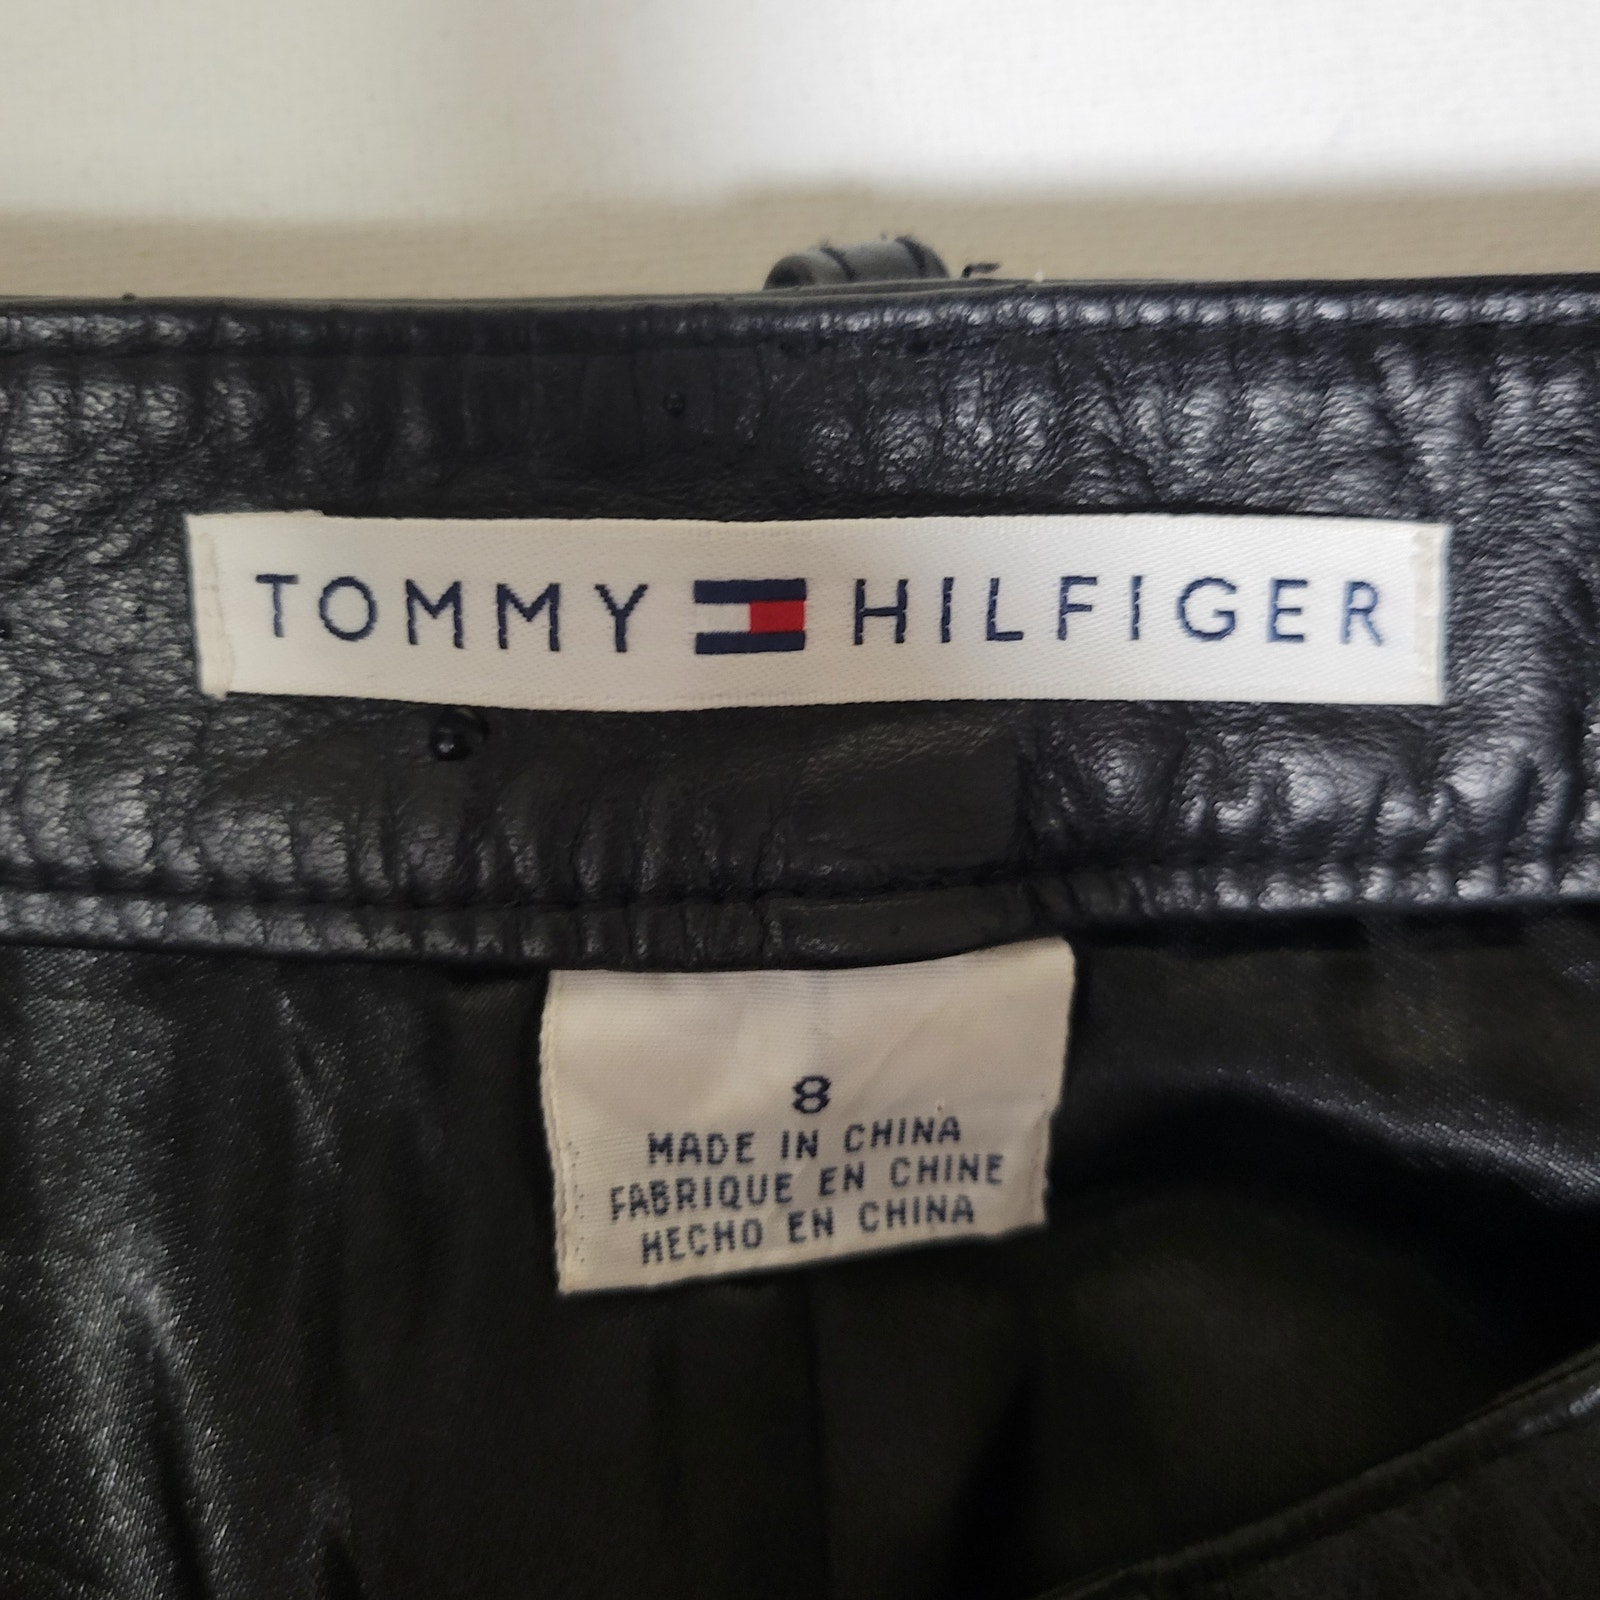 TOMMY HILFIGER
8
MADE IN CHINA
FABRIQUE EN CHINE
HECHO EN CHINA